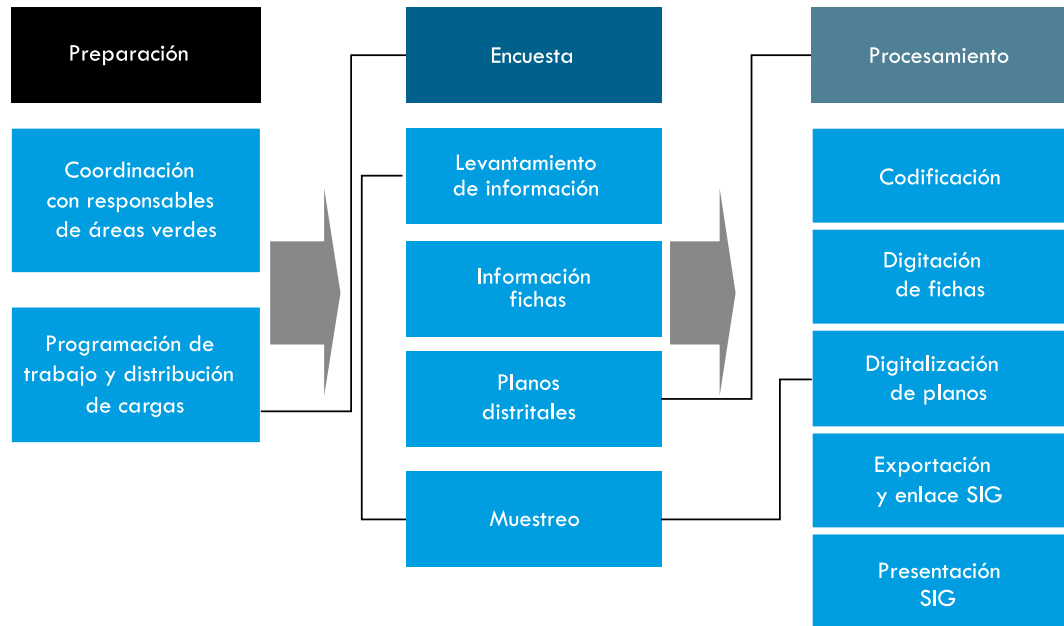 Preparación
Coordinación
con responsables
de áreas verdes
Programación de
trabajo y distribución
de cargas
Encuesta
Levantamiento
de información
Información
fichas
Planos
distritales
Muestreo
Procesamiento
Codificación
Digitación
de fichas
Digitalización
de planos
Exportación
y enlace SIG
Presentación
SIG